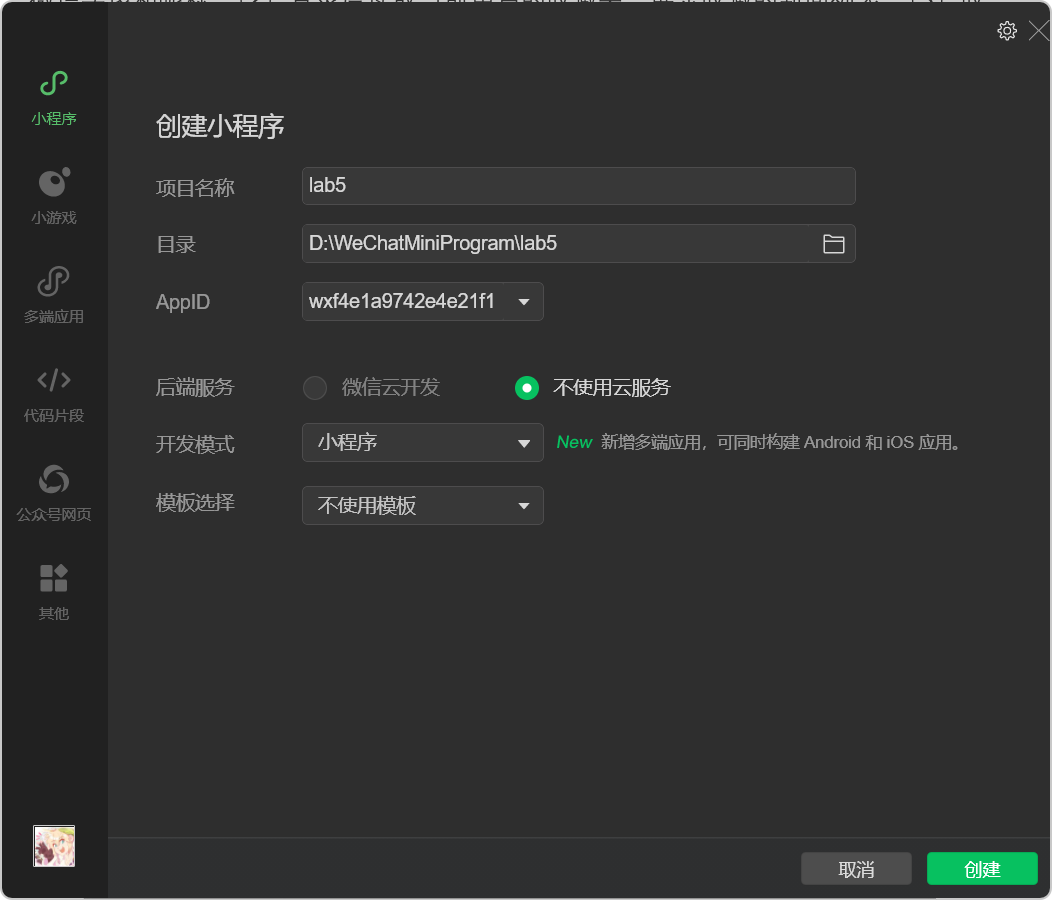 小程序
小游戏
多端应用
代码片段
公众号网页
其他
创建小程序
项目名称
lab5
目录
D:\WeChatMiniProgram\lab5
AppID
wxf4e1a9742e4e21f1
后端服务
微信云开发
不使用云服务
开发模式
小程序
New 新增多端应用，可同时构建 Android 和 iOS 应用。
模板选择
不使用模板
取消
创建